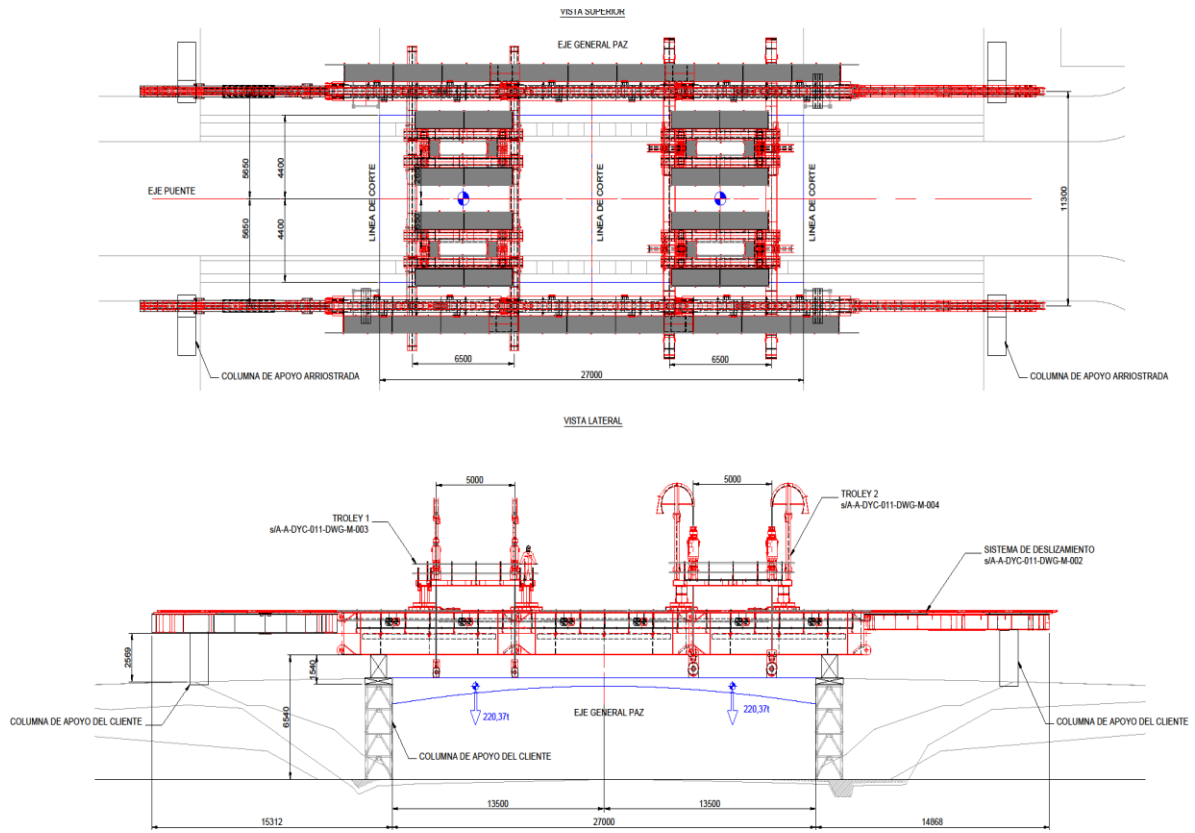 VISTA SUPERIOR
EJE GENERAL PAZ
5650
4400
LINEA DE CORTE
LINEA DE CORTE
LINEA DE CORTE
EJE PUENTE
11300
5650
4400
6500
6500
COLUMNA DE APOYO ARRIOSTRADA
27000
COLUMNA DE APOYO ARRIOSTRADA
VISTA LATERAL
5000
5000
TROLEY 1
s/A-A-DYC-011-DWG-M-003
TROLEY 2
s/A-A-DYC-011-DWG-M-004
SISTEMA DE DESLIZAMIENTO
s/A-A-DYC-011-DWG-M-002
2569
1540
6540
220,37t
EJE GENERAL PAZ
220,37t
COLUMNA DE APOYO DEL CLIENTE
COLUMNA DE APOYO DEL CLIENTE
COLUMNA DE APOYO DEL CLIENTE
13500
13500
15312
27000
14868